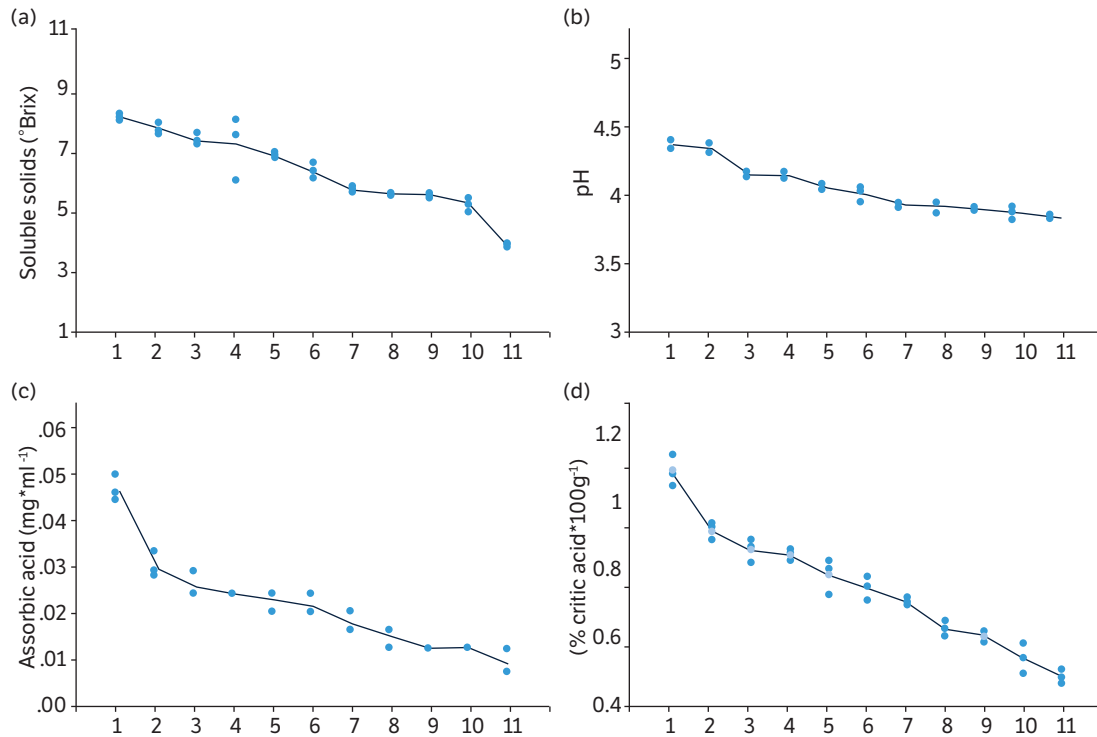 (a)
11
9
7
5
3
1
Soluble solids (°Brix)
1 2 3 4 5 6 7 8 9 10 11
(b)
5
4.5
4
3.5
3
pH
1 2 3 4 5 6 7 8 9 10 11
(c)
.06
.05
.04
.03
.02
.01
.00
Assorbic acid (mg*ml⁻¹)
1 2 3 4 5 6 7 8 9 10 11
(d)
1.2
1
0.8
0.6
0.4
(% critic acid*100g⁻¹)
1 2 3 4 5 6 7 8 9 10 11